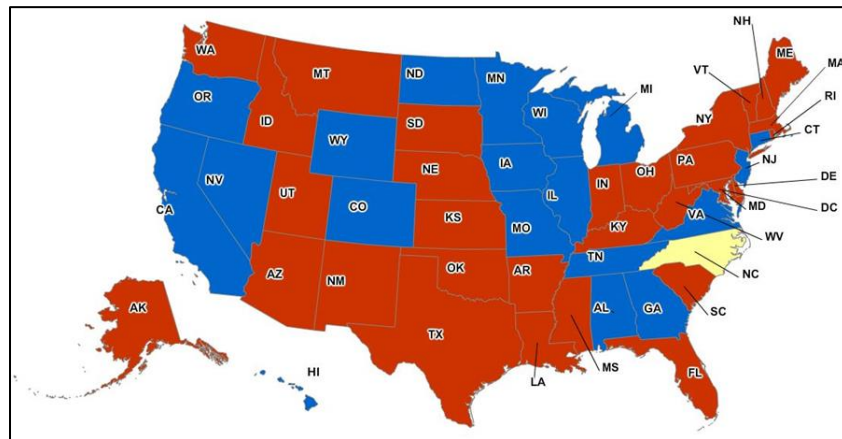 NH
ME
WA
MA
MT
ND
VT
MN
RI
MI
OR
WI
NY
ID
SD
CT
WY
PA
NJ
IA
NE
OH
DE
IN
NV
IL
UT
DC
CO
VA
MD
CA
KS
MO
KY
WV
TN
OK
AR
NC
AZ
NM
AK
AL
GA
SC
TX
MS
HI
FL
LA